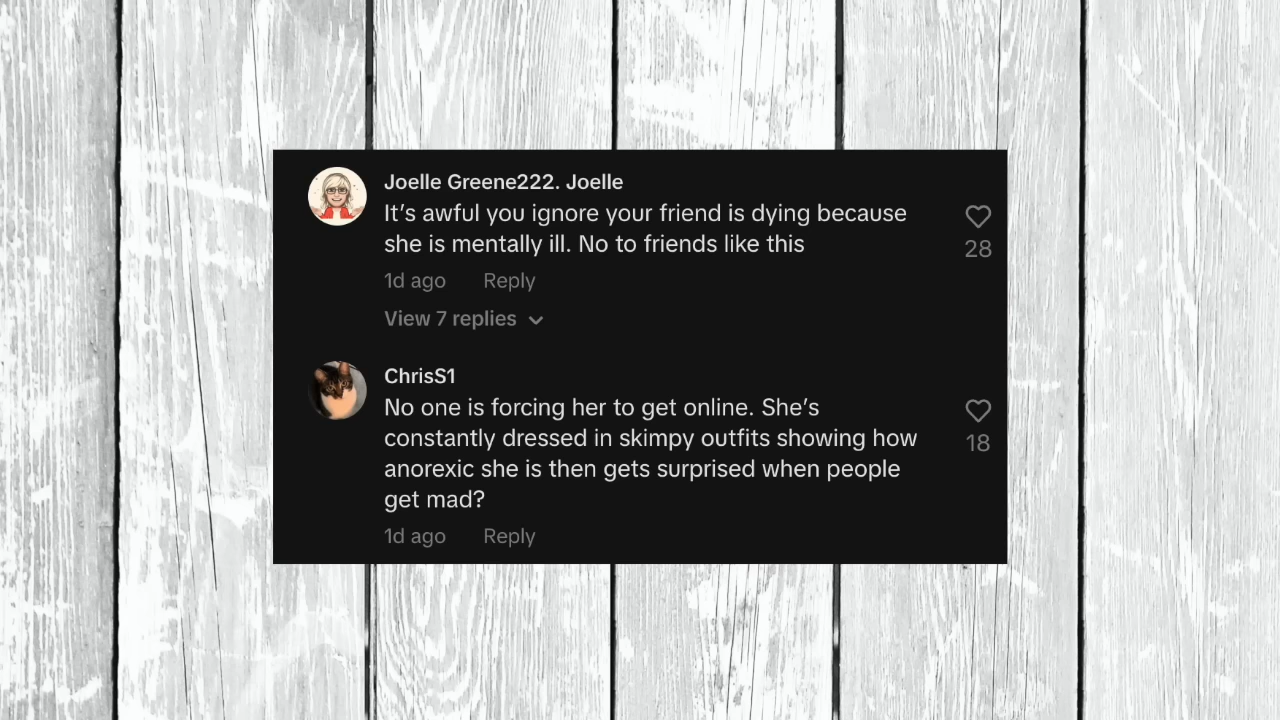 Joelle Greene222. Joelle
It’s awful you ignore your friend is dying because
she is mentally ill. No to friends like this
28
1d ago Reply
View 7 replies
ChrisS1
No one is forcing her to get online. She’s
constantly dressed in skimpy outfits showing how
anorexic she is then gets surprised when people
get mad?
18
1d ago Reply